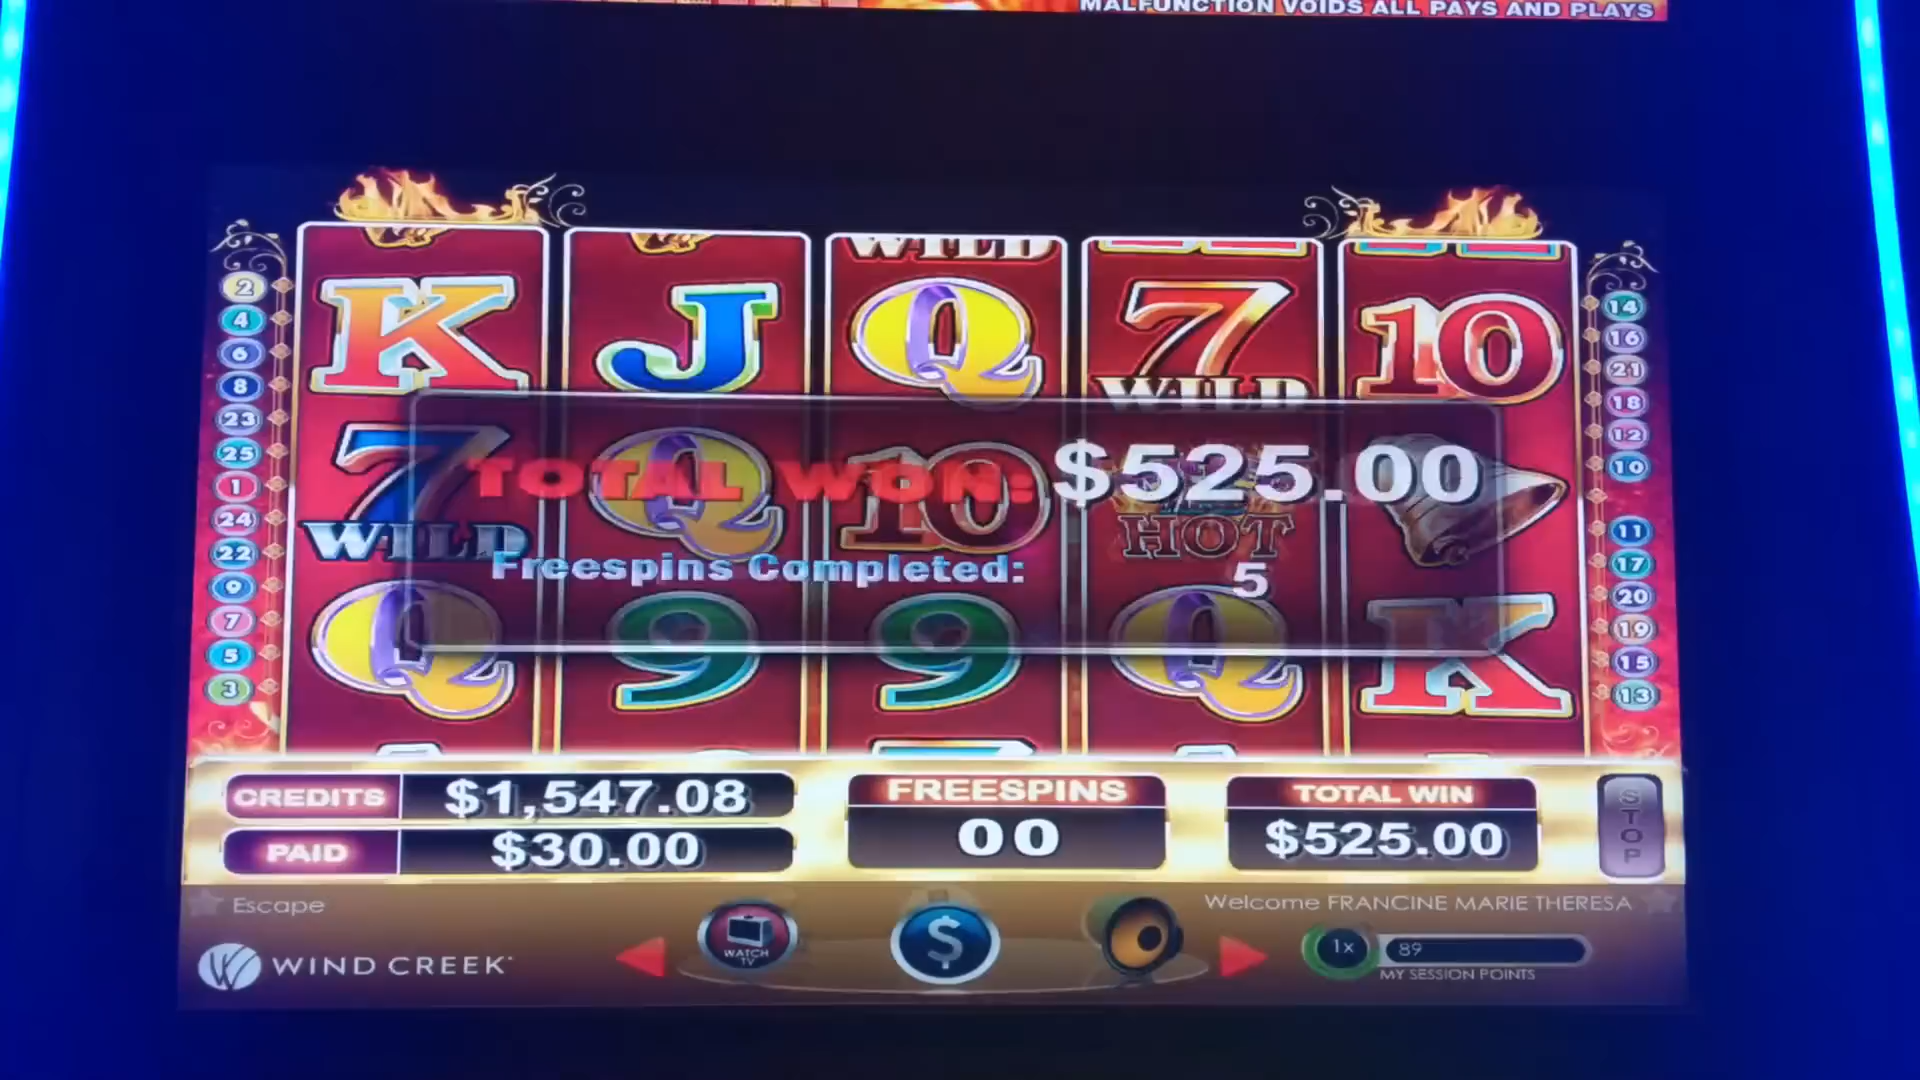 MALFUNCTION VOIDS ALL PAYS AND PLAYS
WILD
K J Q 7 10
WILD
2
4
6
8
23
25
1
24
22
9
7
5
3
14
16
21
18
12
10
11
17
20
19
15
13
7 Q 10
WILD
HOT
TOTAL WON: $525.00
Freespins Completed: 5
Q 9 9 Q K
CREDITS $1,547.08
PAID $30.00
FREESPINS
00
TOTAL WIN
$525.00
STOP
Escape
Welcome FRANCINE MARIE THERESA
WIND CREEK
WATCH
TV
$
1x
89
MY SESSION POINTS